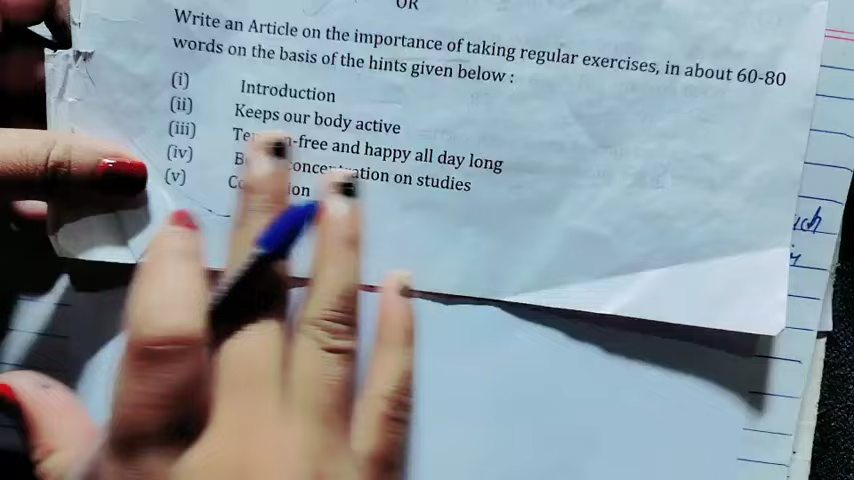 OR
Write an Article on the importance of taking regular exercises, in about 60-80
words on the basis of the hints given below :
(i) Introduction
(ii) Keeps our body active
(iii) -free and happy all day long
(iv) on studies
(v)